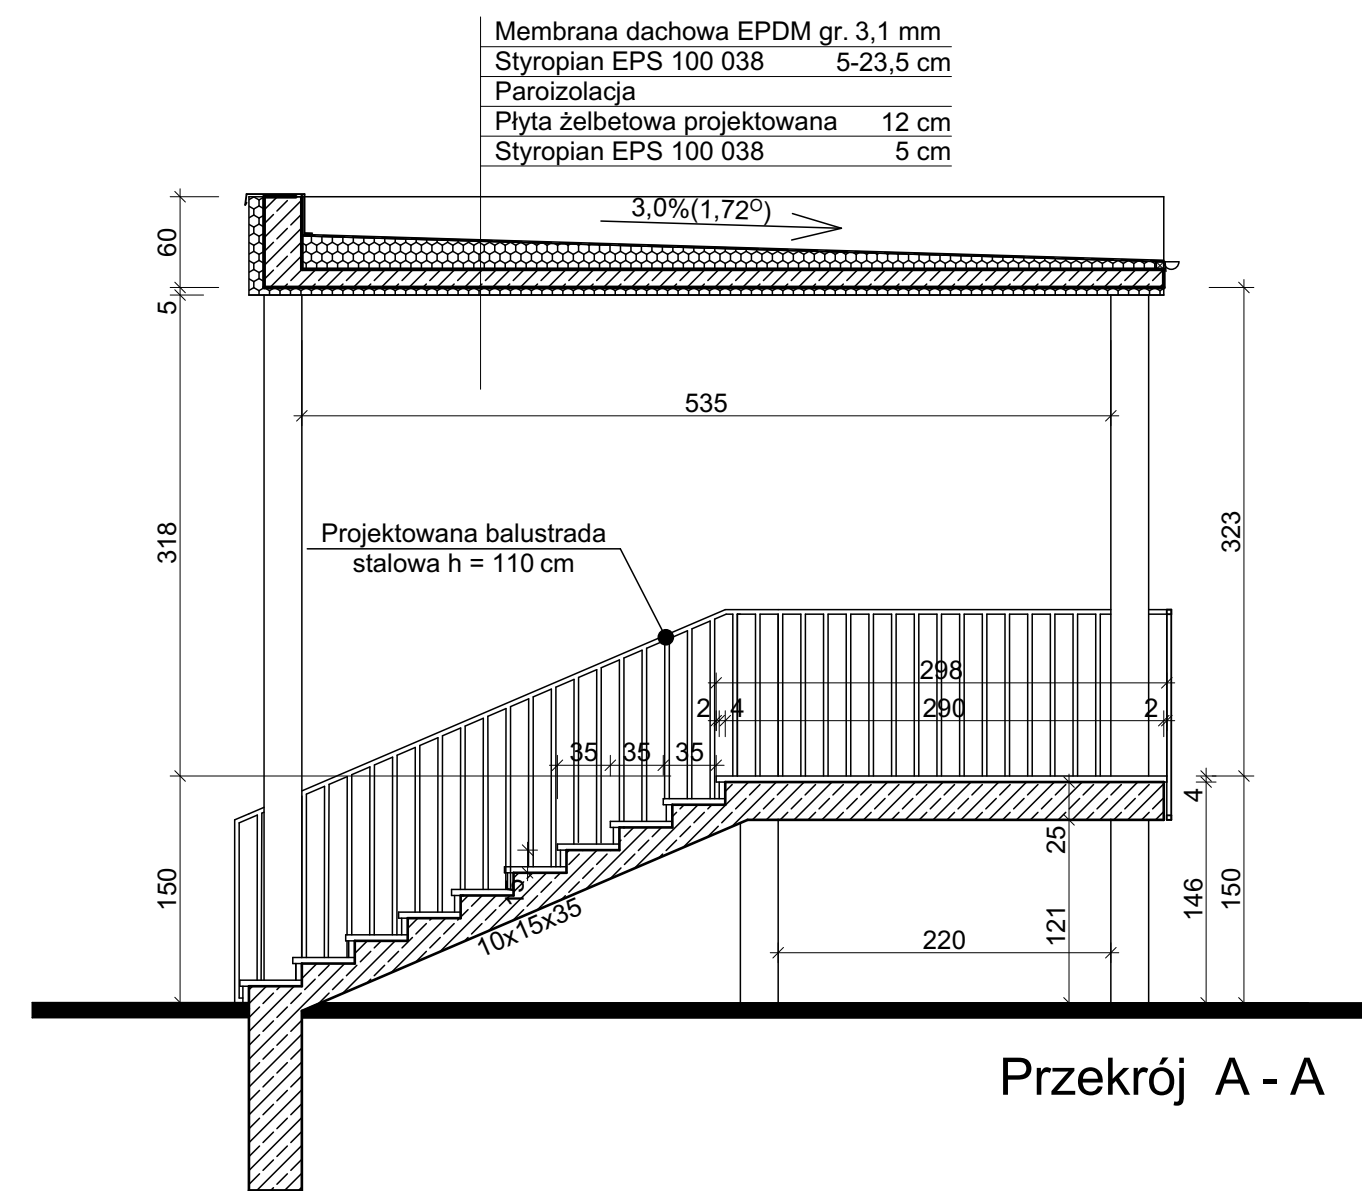 Membrana dachowa EPDM gr. 3,1 mm
Styropian EPS 100 038 5-23,5 cm
Paroizolacja
Płyta żelbetowa projektowana 12 cm
Styropian EPS 100 038 5 cm
3,0%(1,72O)
60
5
535
318
323
Projektowana balustrada
stalowa h = 110 cm
298
2 4 290 2
35 35 35
4
25
150
10x15x35
121
220
146
150
Przekrój A - A